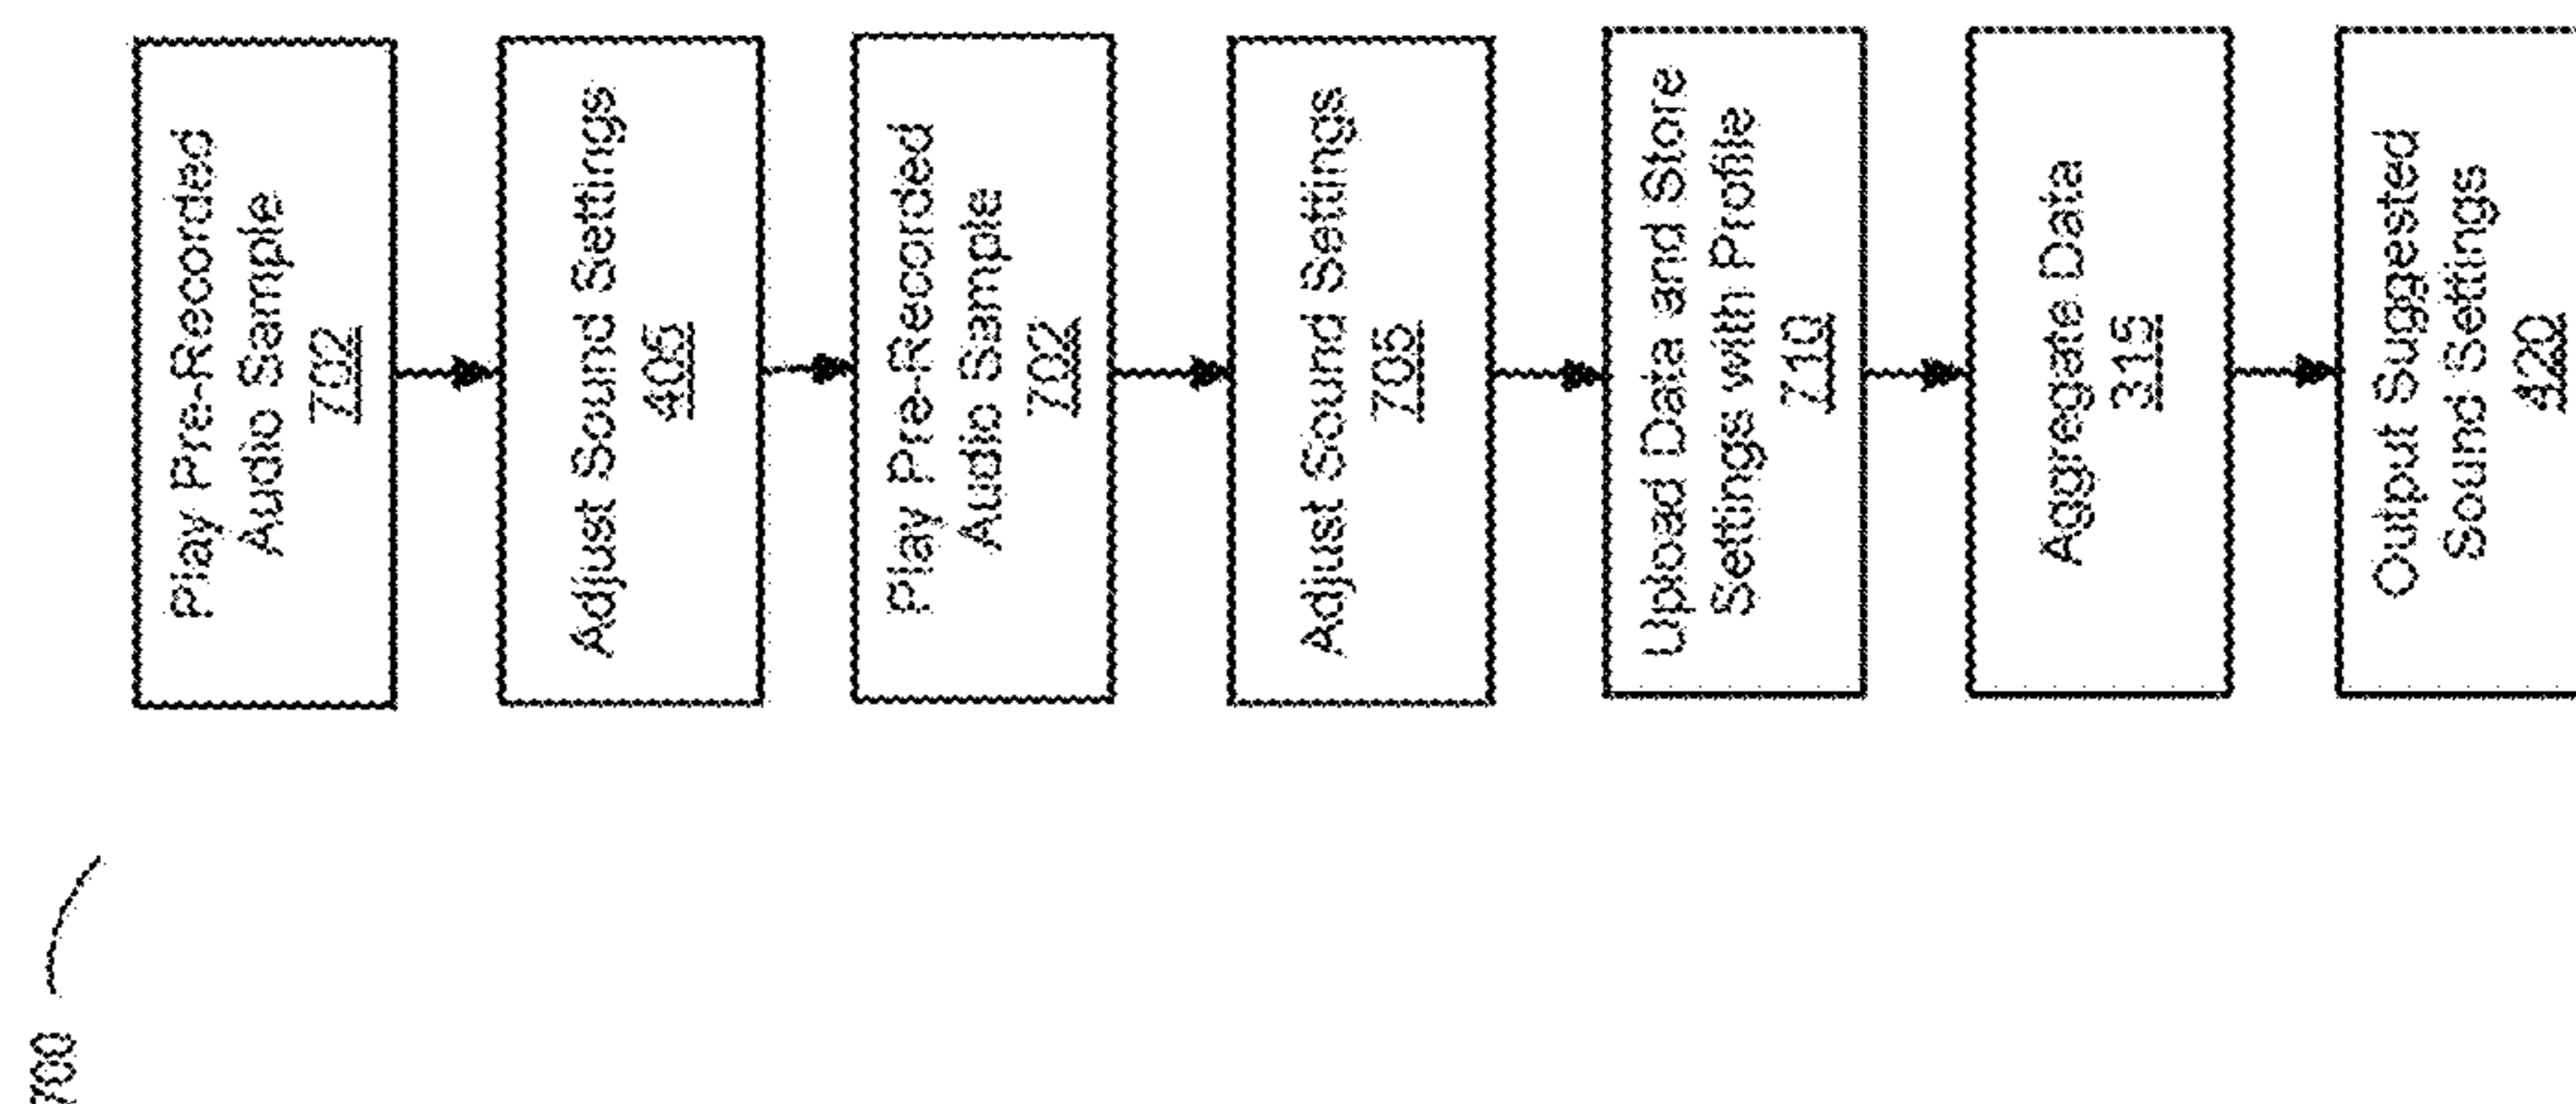 700
Play Pre-Recorded
Audio Sample
702
Adjust Sound Settings
405
Play Pre-Recorded
Audio Sample
702
Adjust Sound Settings
705
Upload Data and Store
Settings with Profile
710
Aggregate Data
315
Output Suggested
Sound Settings
420